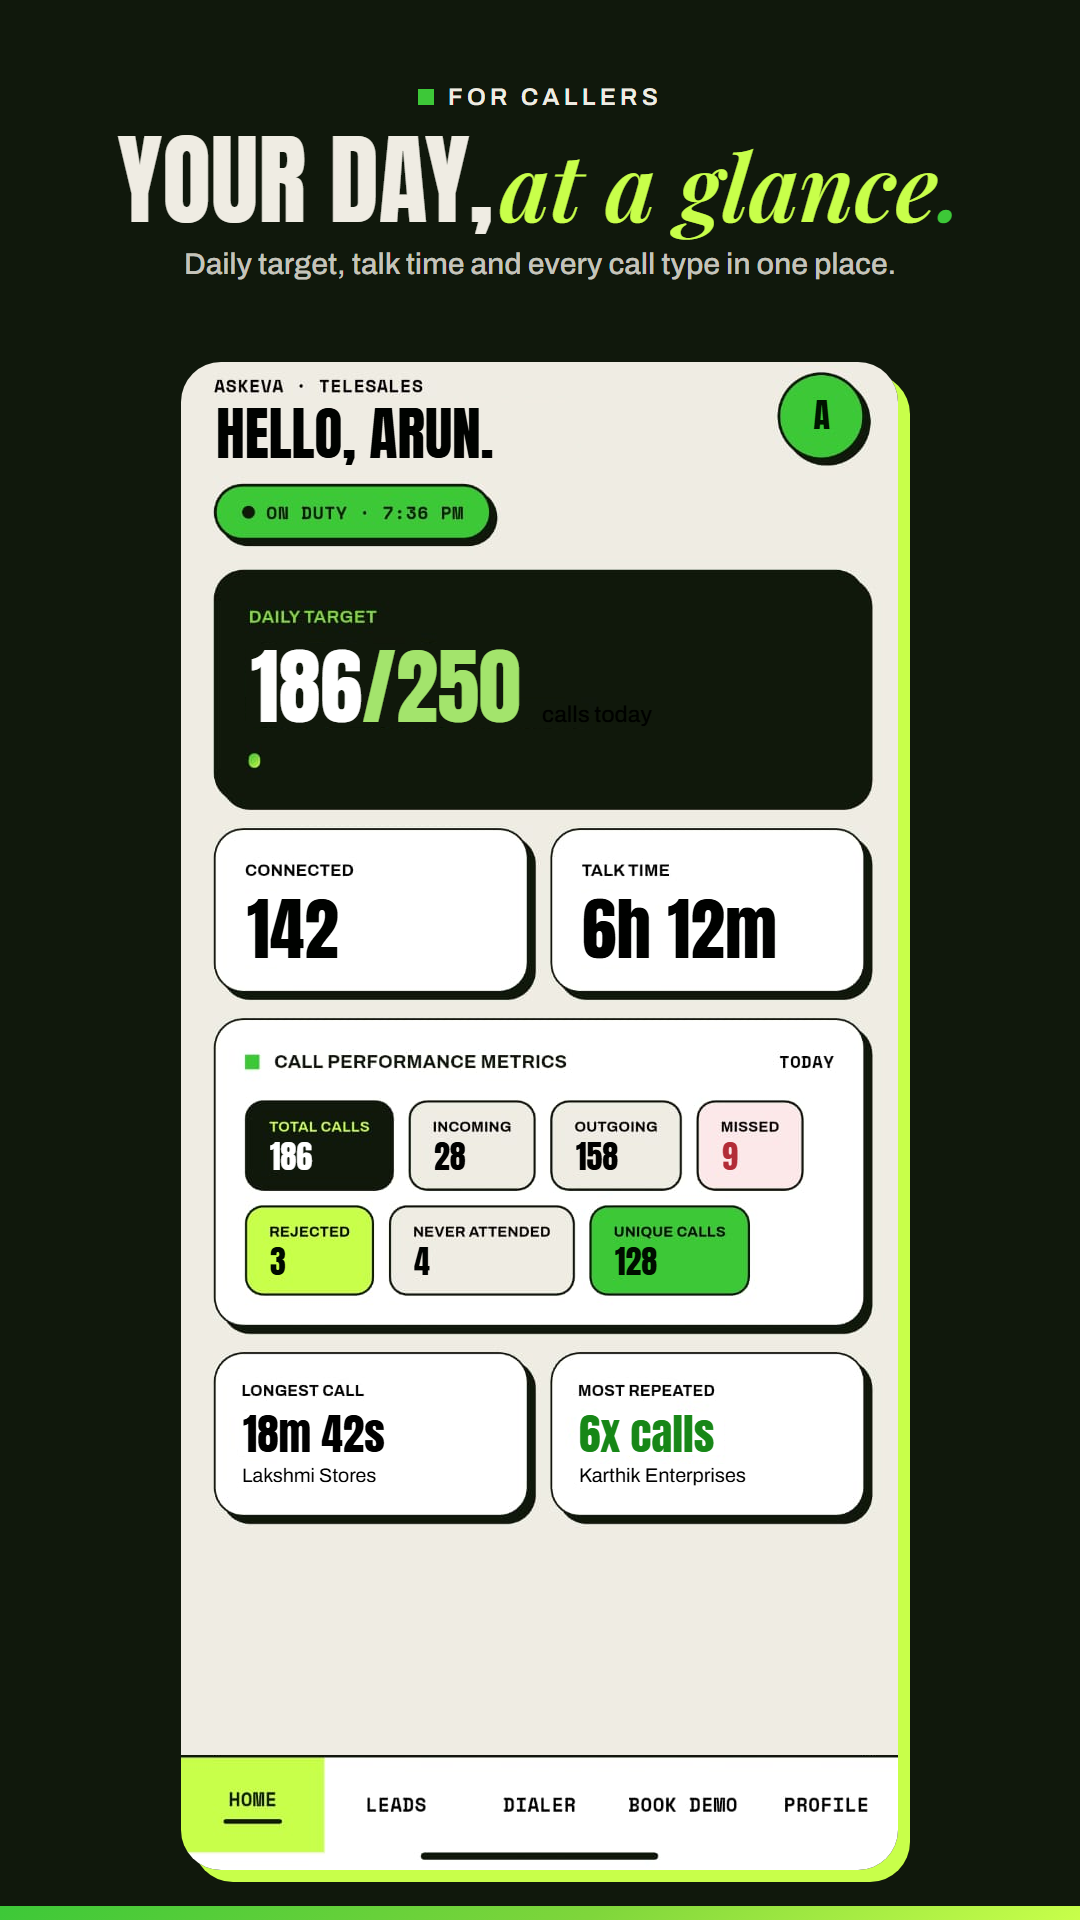 FOR CALLERS
YOUR DAY, at a glance.
Daily target, talk time and every call type in one place.
ASKEVA · TELESALES
HELLO, ARUN.
A
ON DUTY · 7:36 PM
DAILY TARGET
186/250 calls today
CONNECTED
142
TALK TIME
6h 12m
CALL PERFORMANCE METRICS
TODAY
TOTAL CALLS
186
INCOMING
28
OUTGOING
158
MISSED
9
REJECTED
3
NEVER ATTENDED
4
UNIQUE CALLS
128
LONGEST CALL
18m 42s
Lakshmi Stores
MOST REPEATED
6x calls
Karthik Enterprises
HOME
LEADS
DIALER
BOOK DEMO
PROFILE